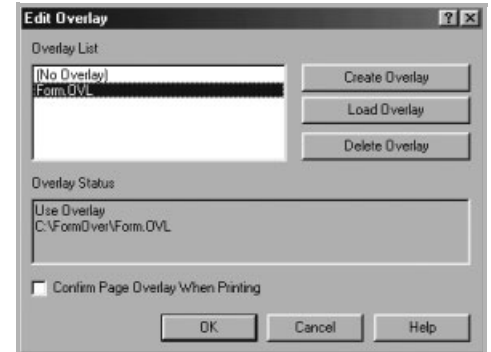 Edit Overlay
Overlay List
(No Overlay)
Form.OVL
Create Overlay
Load Overlay
Delete Overlay
Overlay Status
Use Overlay
C:\FormOver\Form.OVL
Confirm Page Overlay When Printing
OK Cancel Help